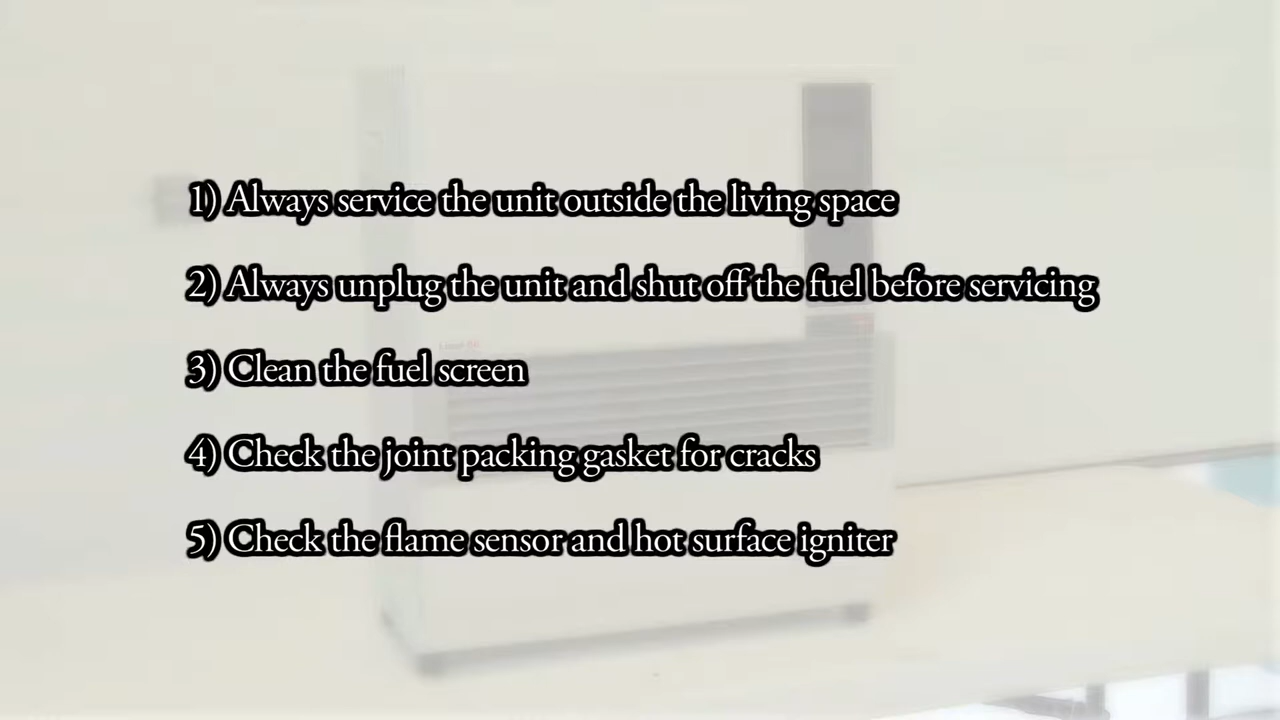 1) Always service the unit outside the living space
2) Always unplug the unit and shut off the fuel before servicing
3) Clean the fuel screen
4) Check the joint packing gasket for cracks
5) Check the flame sensor and hot surface igniter